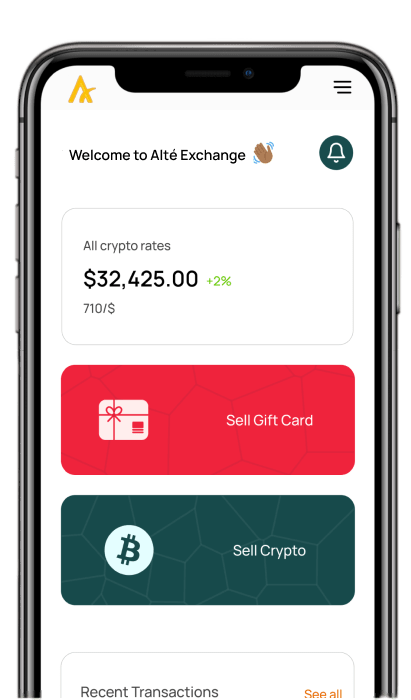 Welcome to Alté Exchange
All crypto rates
$32,425.00 +2%
710/$
Sell Gift Card
Sell Crypto
Recent Transactions
See all